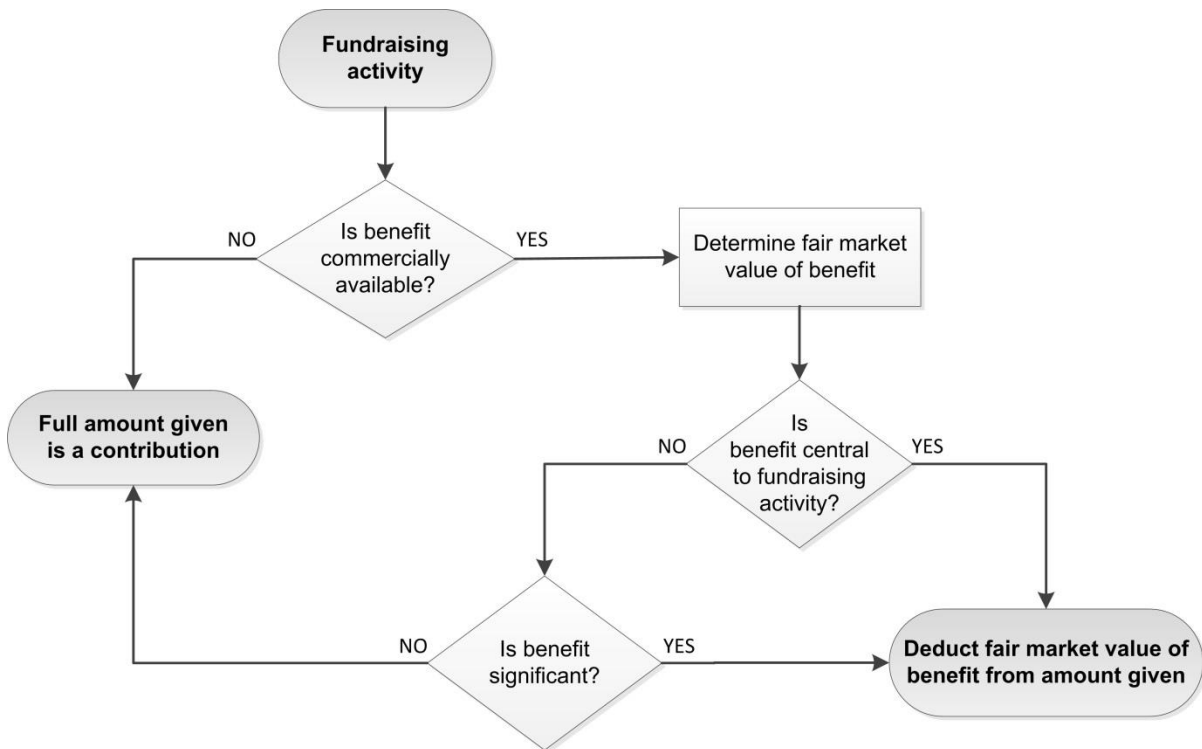 Fundraising
activity
Is benefit
commercially
available?
NO
YES
Determine fair market
value of benefit
Full amount given
is a contribution
Is
benefit central
to fundraising
activity?
NO
YES
Is benefit
significant?
NO
YES
Deduct fair market value of
benefit from amount given